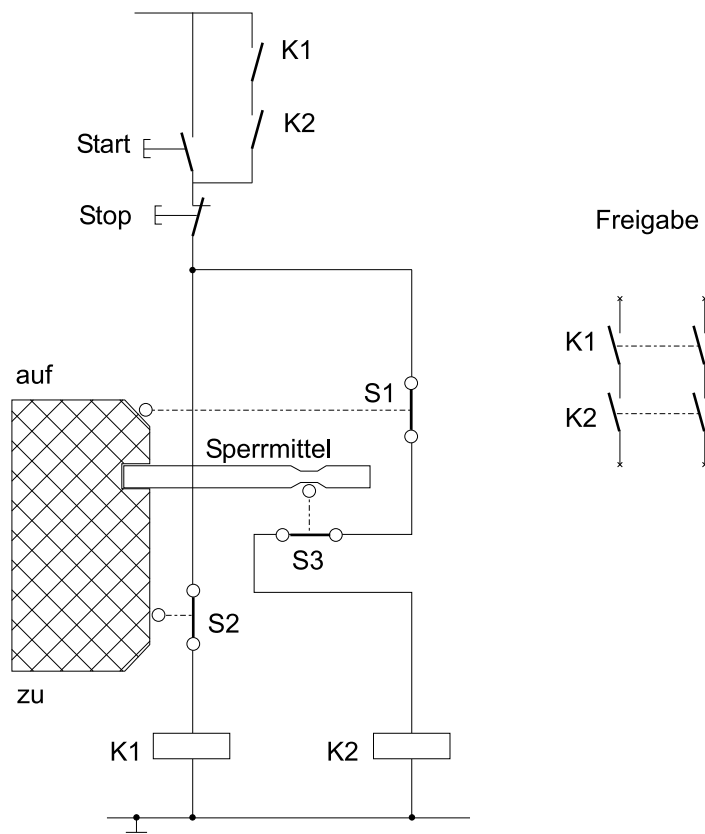 K1
K2
Start
Stop
Freigabe
K1
K2
auf
S1
Sperrmittel
S3
S2
zu
K1
K2